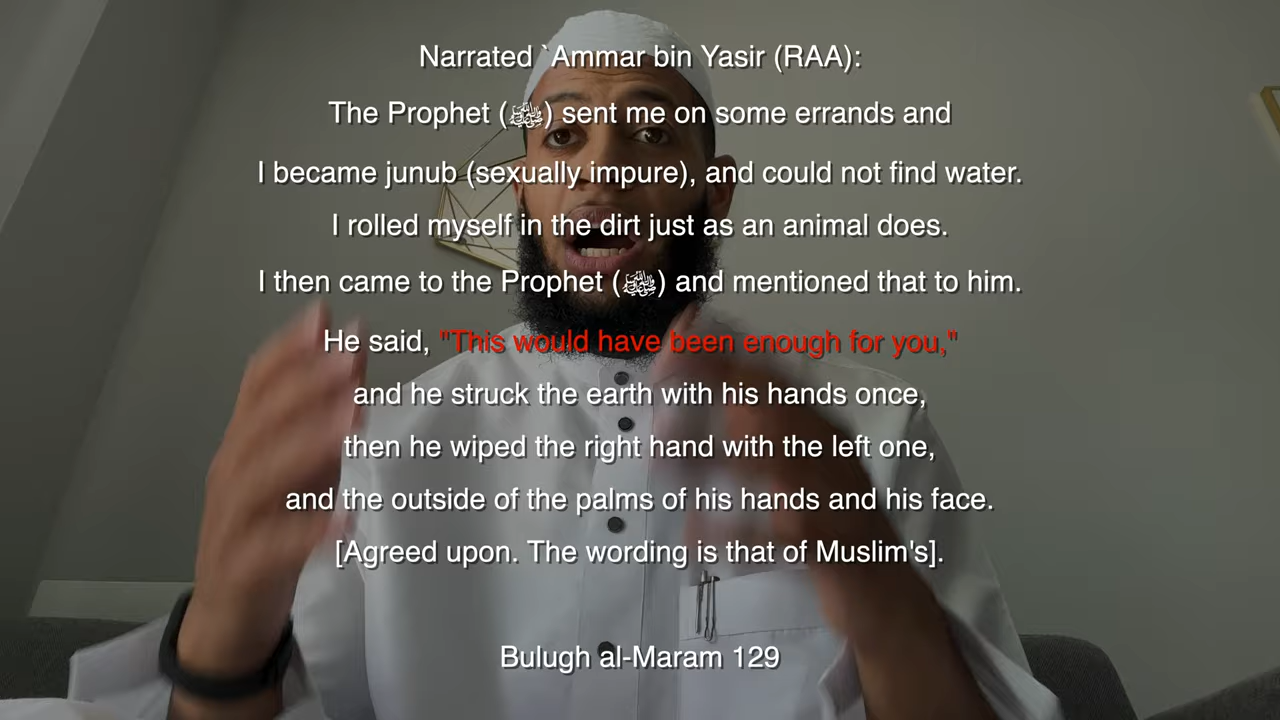 Narrated `Ammar bin Yasir (RAA):
The Prophet (ﷺ) sent me on some errands and
I became junub (sexually impure), and could not find water.
I rolled myself in the dirt just as an animal does.
I then came to the Prophet (ﷺ) and mentioned that to him.
He said, "This would have been enough for you,"
and he struck the earth with his hands once,
then he wiped the right hand with the left one,
and the outside of the palms of his hands and his face.
[Agreed upon. The wording is that of Muslim's].
Bulugh al-Maram 129